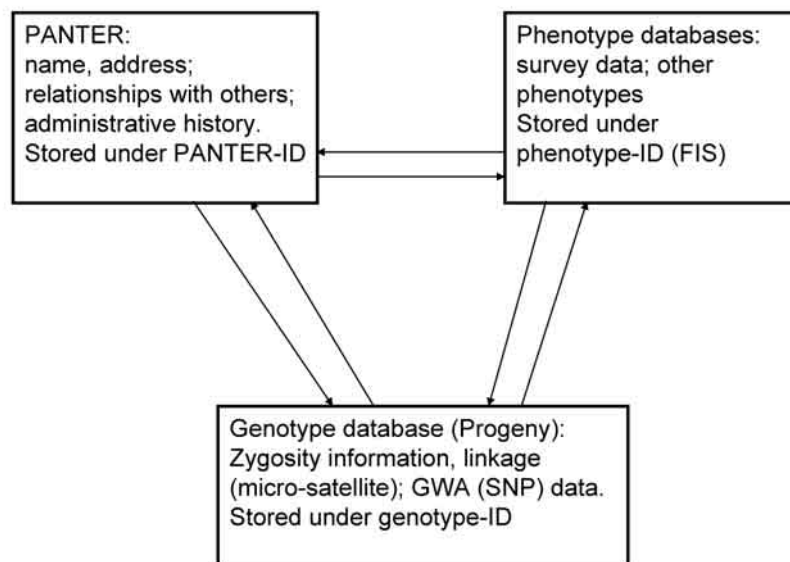 PANTER:
name, address;
relationships with others;
administrative history.
Stored under PANTER-ID
Phenotype databases:
survey data; other
phenotypes
Stored under
phenotype-ID (FIS)
Genotype database (Progeny):
Zygosity information, linkage
(micro-satellite); GWA (SNP) data.
Stored under genotype-ID